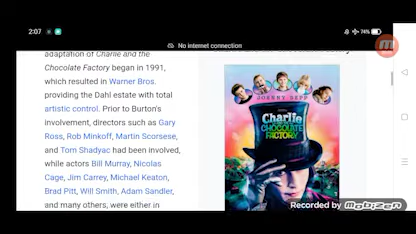 2:07
74%
No internet connection
adaptation of Charlie and the
Chocolate Factory began in 1991,
which resulted in Warner Bros.
providing the Dahl estate with total
artistic control. Prior to Burton's
involvement, directors such as Gary
Ross, Rob Minkoff, Martin Scorsese,
and Tom Shadyac had been involved,
while actors Bill Murray, Nicolas
Cage, Jim Carrey, Michael Keaton,
Brad Pitt, Will Smith, Adam Sandler,
and many others, were either in
JOHNNY DEPP
Charlie
CHOCOLATE
FACTORY
Recorded by
MOBIZEN